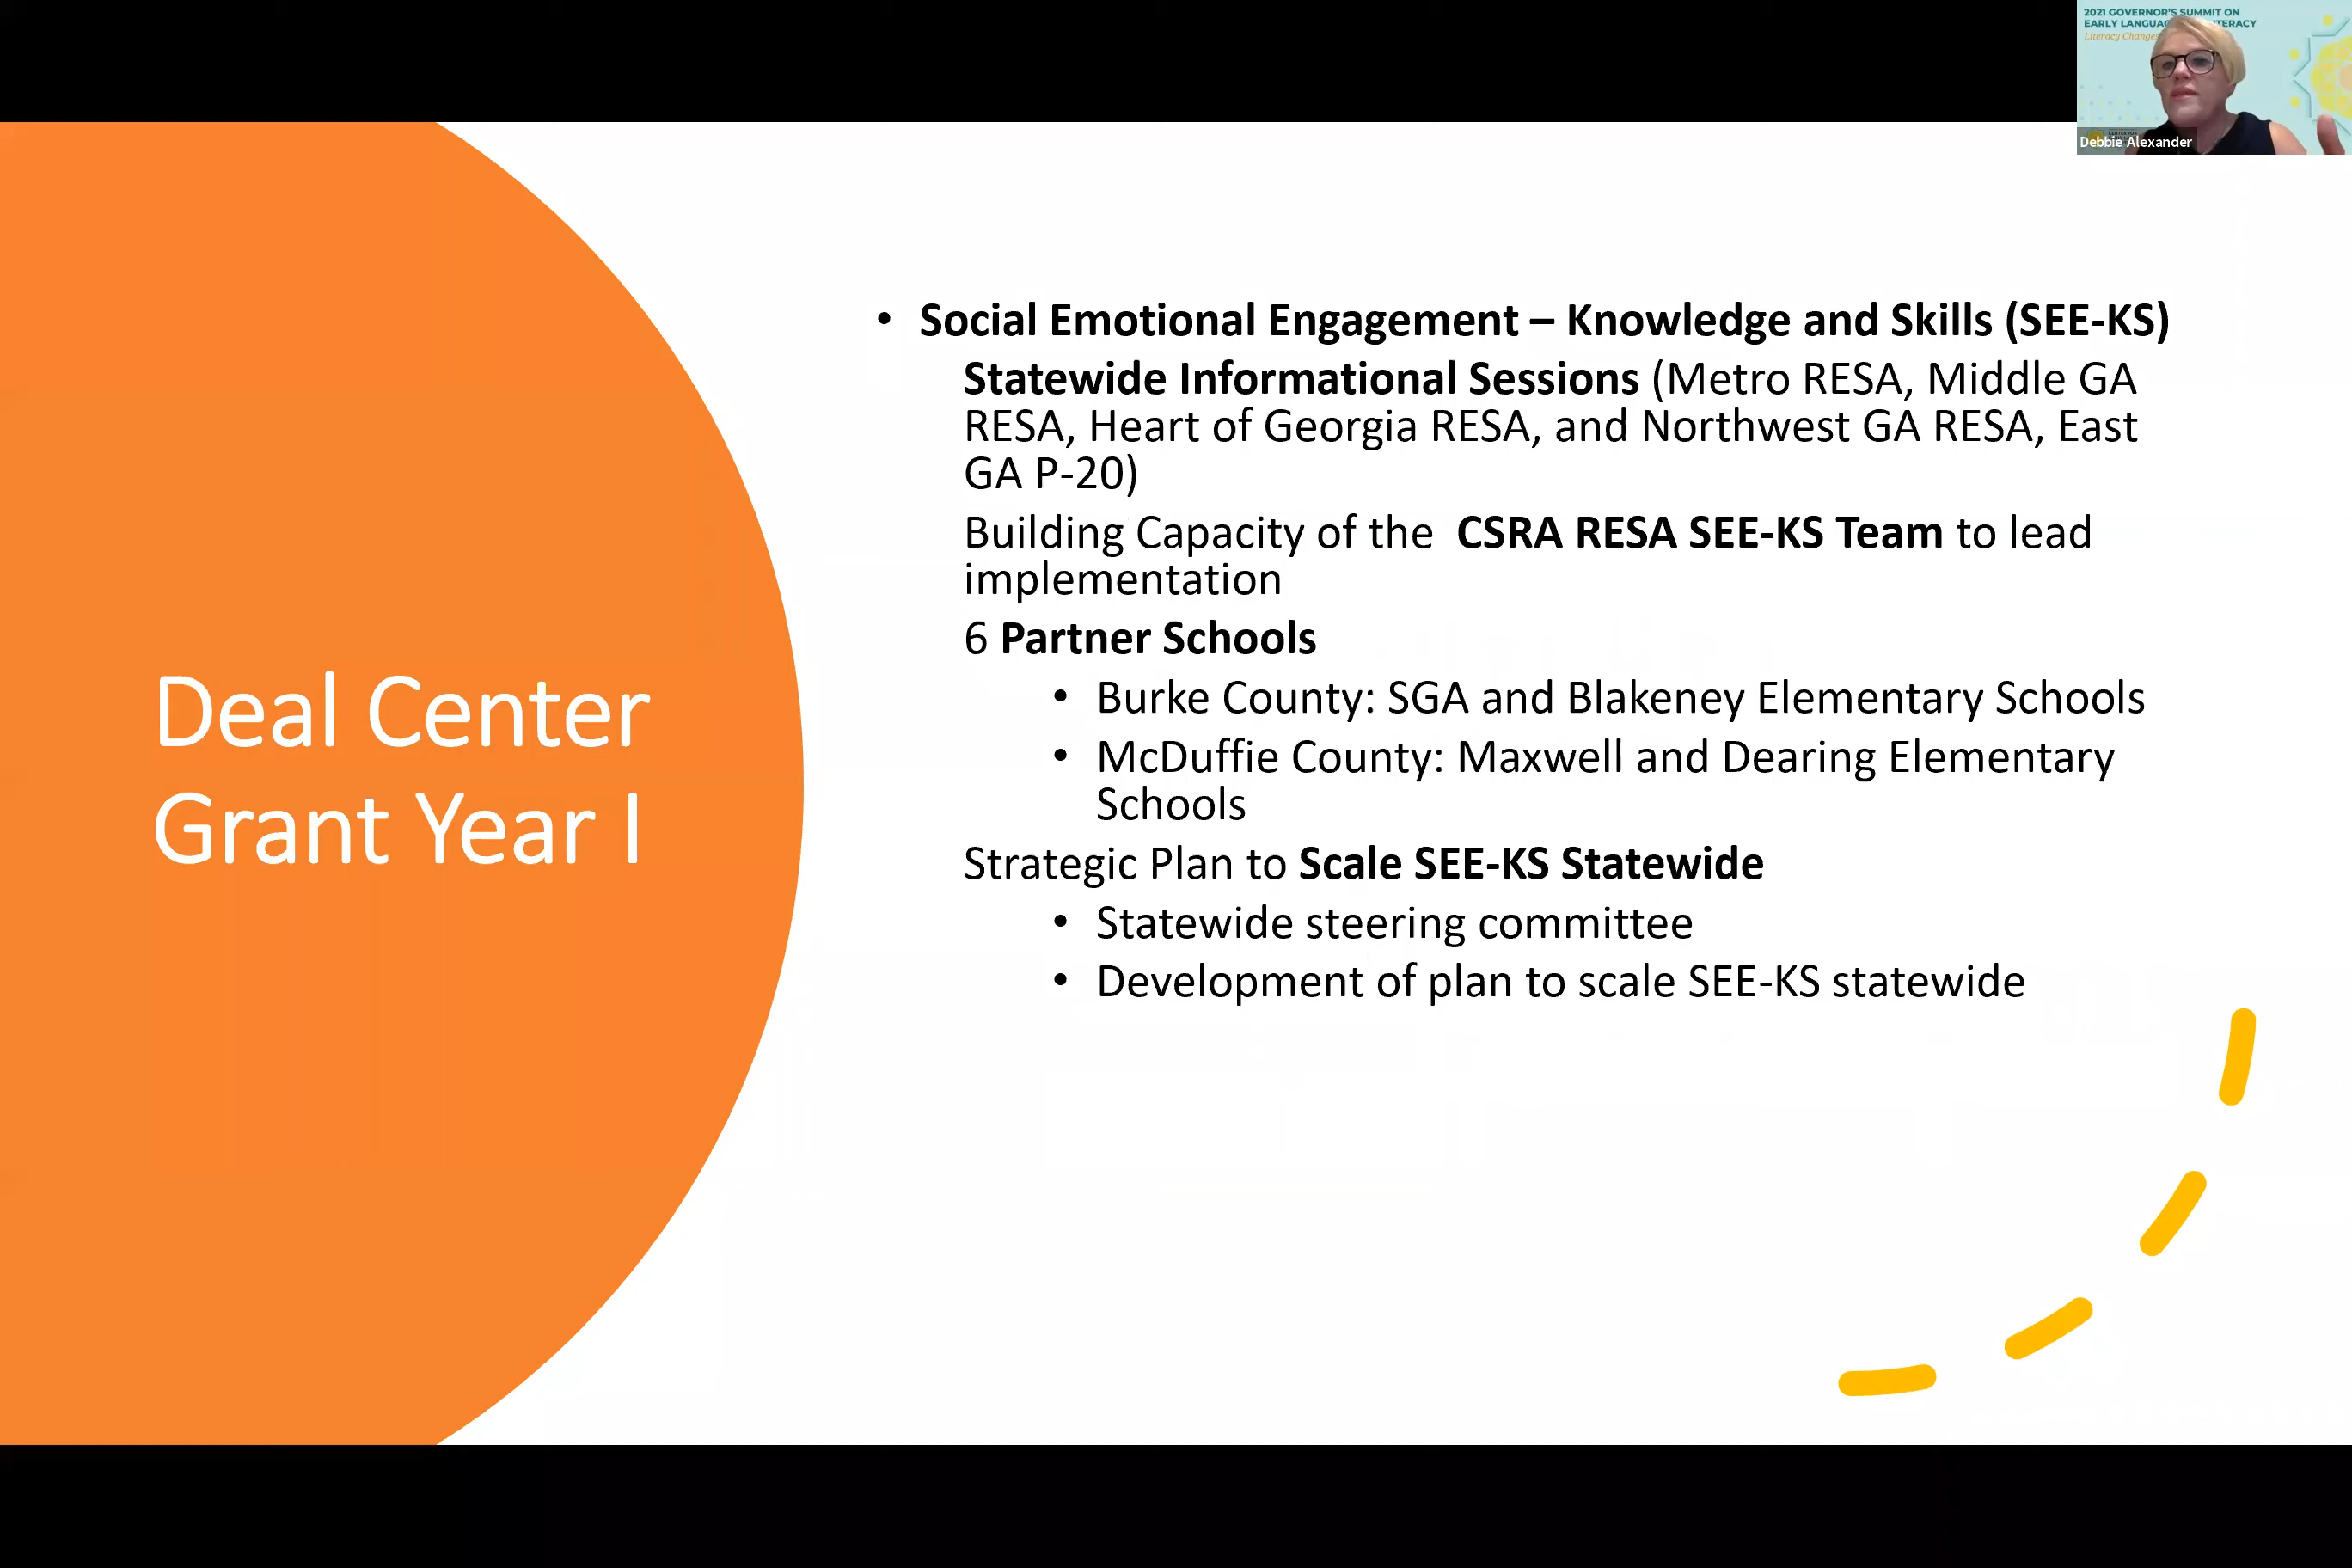 2021 GOVERNOR'S SUMMIT ON
EARLY LANGUAGE
Literacy Change
Debbie Alexander
Deal Center
Grant Year I
• Social Emotional Engagement – Knowledge and Skills (SEE-KS)
Statewide Informational Sessions (Metro RESA, Middle GA
RESA, Heart of Georgia RESA, and Northwest GA RESA, East
GA P-20)
Building Capacity of the CSRA RESA SEE-KS Team to lead
implementation
6 Partner Schools
• Burke County: SGA and Blakeney Elementary Schools
• McDuffie County: Maxwell and Dearing Elementary
Schools
Strategic Plan to Scale SEE-KS Statewide
• Statewide steering committee
• Development of plan to scale SEE-KS statewide